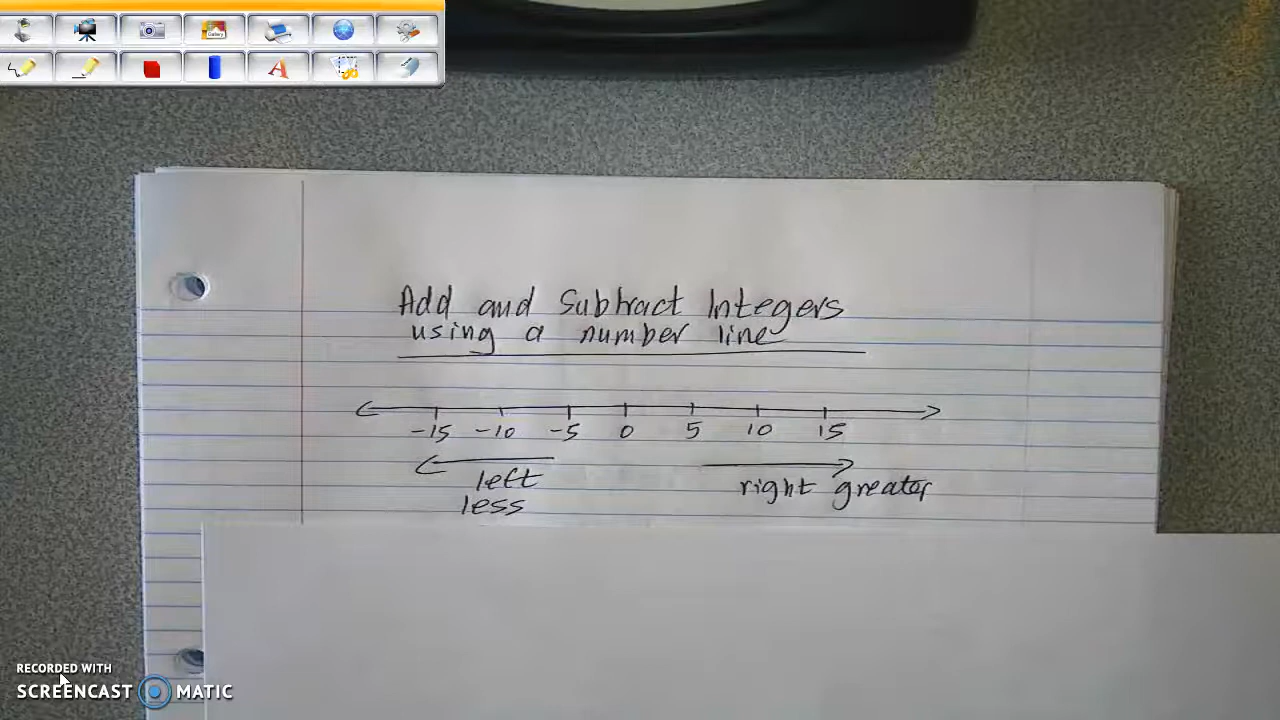 Gallery
A
Add and Subtract Integers
using a number line
-15 -10 -5 0 5 10 15
left right greater
less
RECORDED WITH
SCREENCAST MATIC